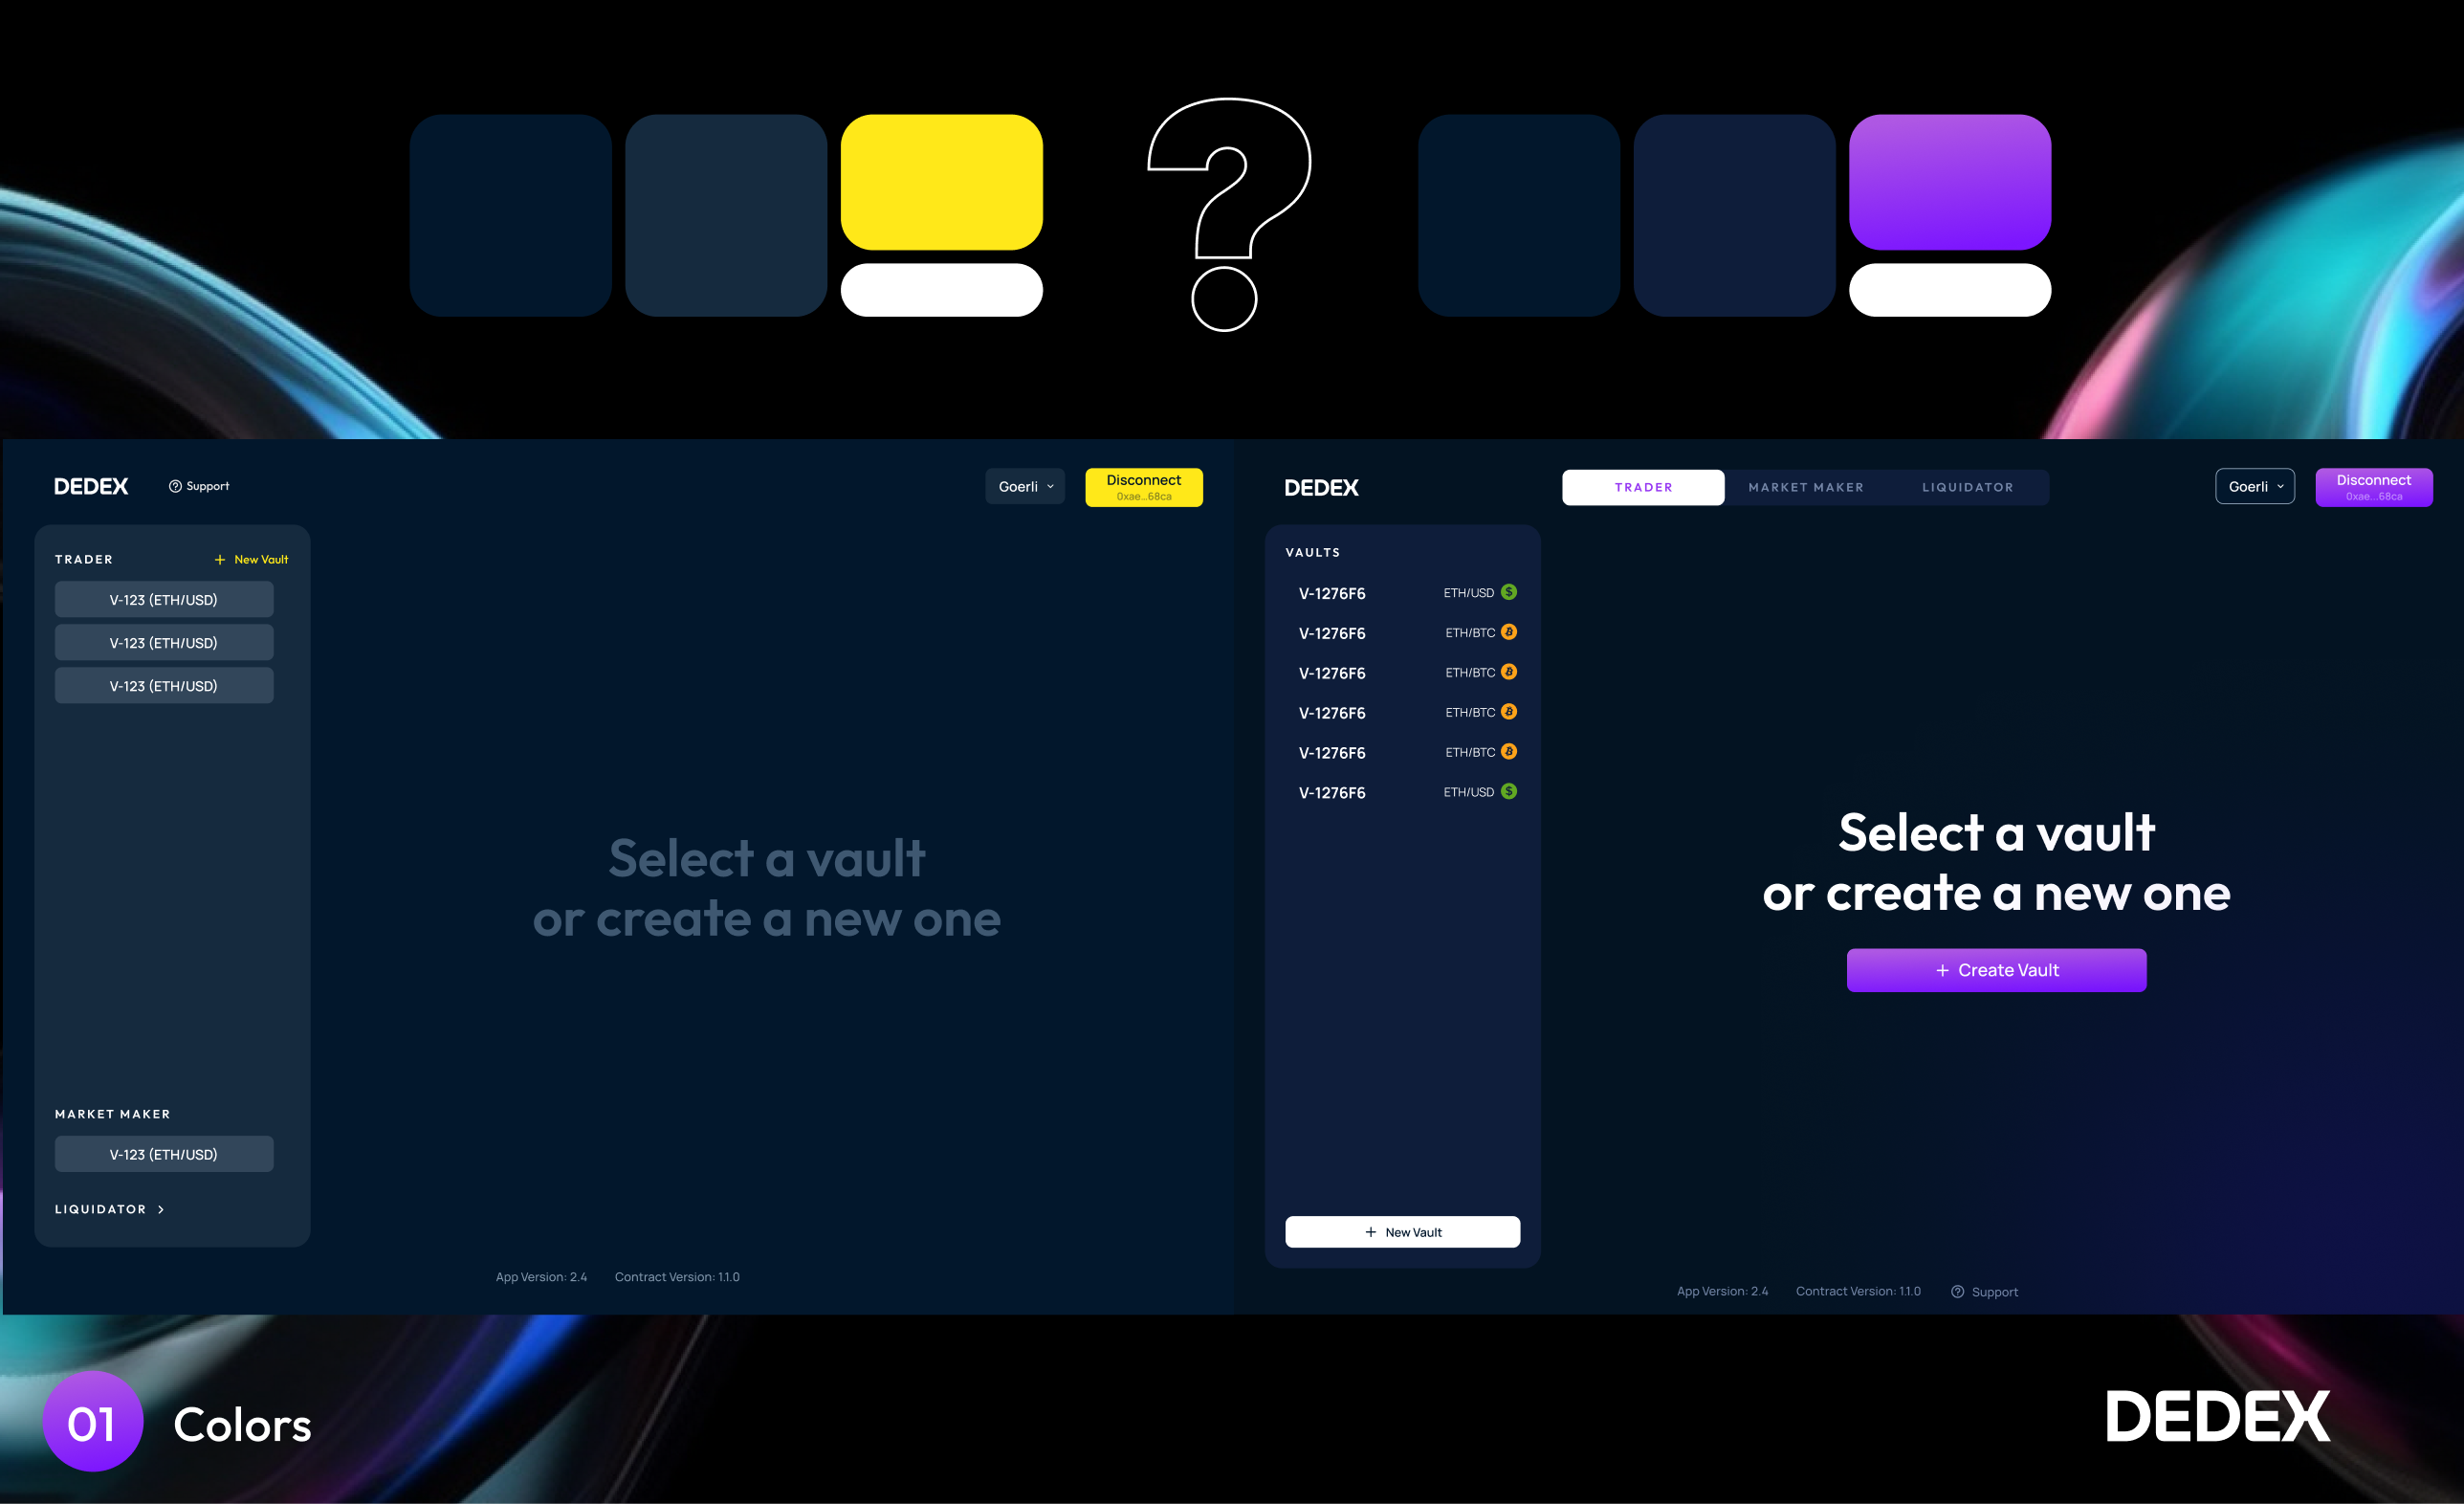 ?
DEDEX
Support
Goerli
Disconnect
0xae...68ca
TRADER
+ New Vault
V-123 (ETH/USD)
V-123 (ETH/USD)
V-123 (ETH/USD)
Select a vault
or create a new one
MARKET MAKER
V-123 (ETH/USD)
LIQUIDATOR
App Version: 2.4
Contract Version: 1.1.0
DEDEX
TRADER
MARKET MAKER
LIQUIDATOR
Goerli
Disconnect
0xae...68ca
VAULTS
V-1276F6 ETH/USD
V-1276F6 ETH/BTC
V-1276F6 ETH/BTC
V-1276F6 ETH/BTC
V-1276F6 ETH/BTC
V-1276F6 ETH/USD
Select a vault
or create a new one
+ Create Vault
+ New Vault
App Version: 2.4
Contract Version: 1.1.0
Support
01
Colors
DEDEX